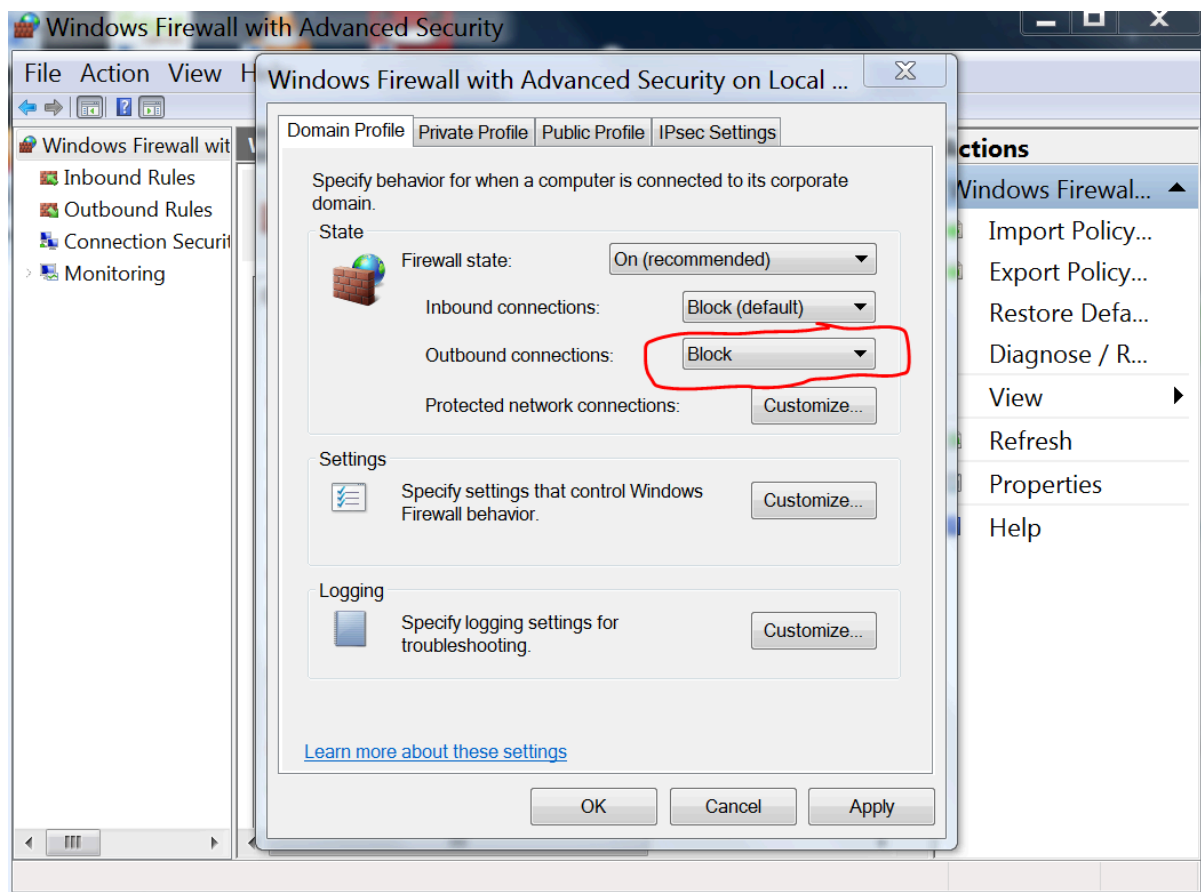 Windows Firewall with Advanced Security
File Action View H
Windows Firewall with Advanced Security on Local ...
Windows Firewall wit
Inbound Rules
Outbound Rules
Connection Securit
Monitoring
Domain Profile Private Profile Public Profile IPsec Settings
Specify behavior for when a computer is connected to its corporate
domain.
State
Firewall state: On (recommended)
Inbound connections: Block (default)
Outbound connections: Block
Protected network connections: Customize...
Settings
Specify settings that control Windows
Firewall behavior.
Customize...
Logging
Specify logging settings for
troubleshooting.
Customize...
Learn more about these settings
OK Cancel Apply
ctions
Windows Firewal...
Import Policy...
Export Policy...
Restore Defa...
Diagnose / R...
View
Refresh
Properties
Help